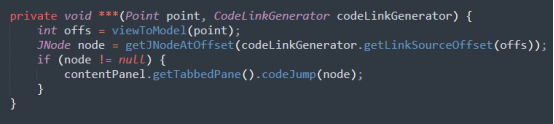 private void ***(Point point, CodeLinkGenerator codeLinkGenerator) {
    int offs = viewToModel(point);
    JNode node = getJNodeAtOffset(codeLinkGenerator.getLinkSourceOffset(offs));
    if (node != null) {
        contentPanel.getTabbedPane().codeJump(node);
    }
}